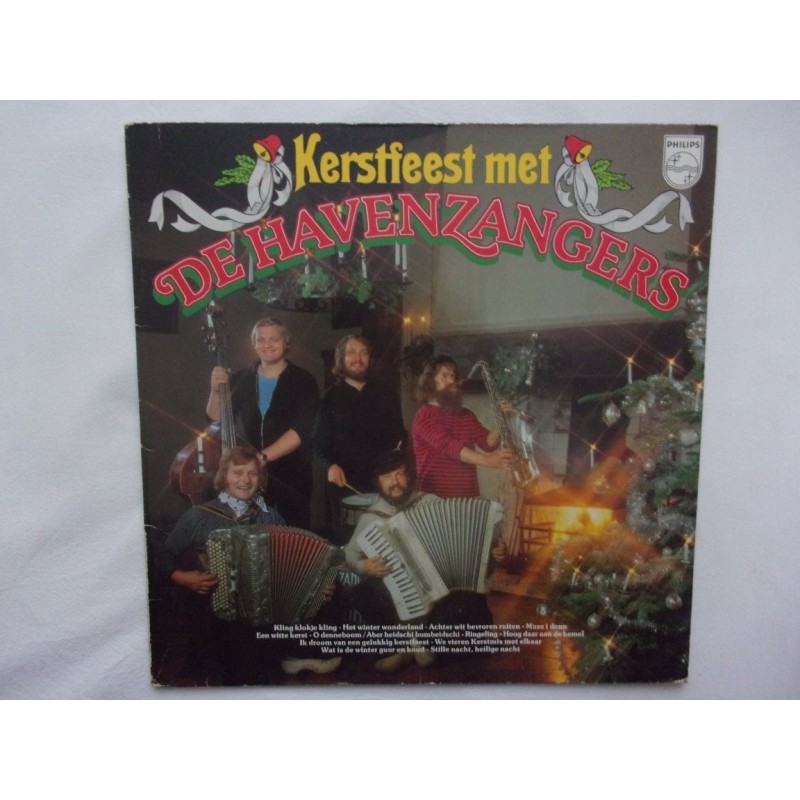 Kerstfeest met
PHILIPS
DE HAVENZANGERS
Kling klokje kling - Het winter wonderland - Achter wit bevroren ruiten - Muss i denn
Een witte kerst - O denneboom / Aber heidschi bumbeidschi - Ringeling - Hoog daar aan de hemel
Ik droom van een gelukkig kerstfeest - We vieren Kerstmis met elkaar
Wat is de winter guur en koud - Stille nacht, heilige nacht